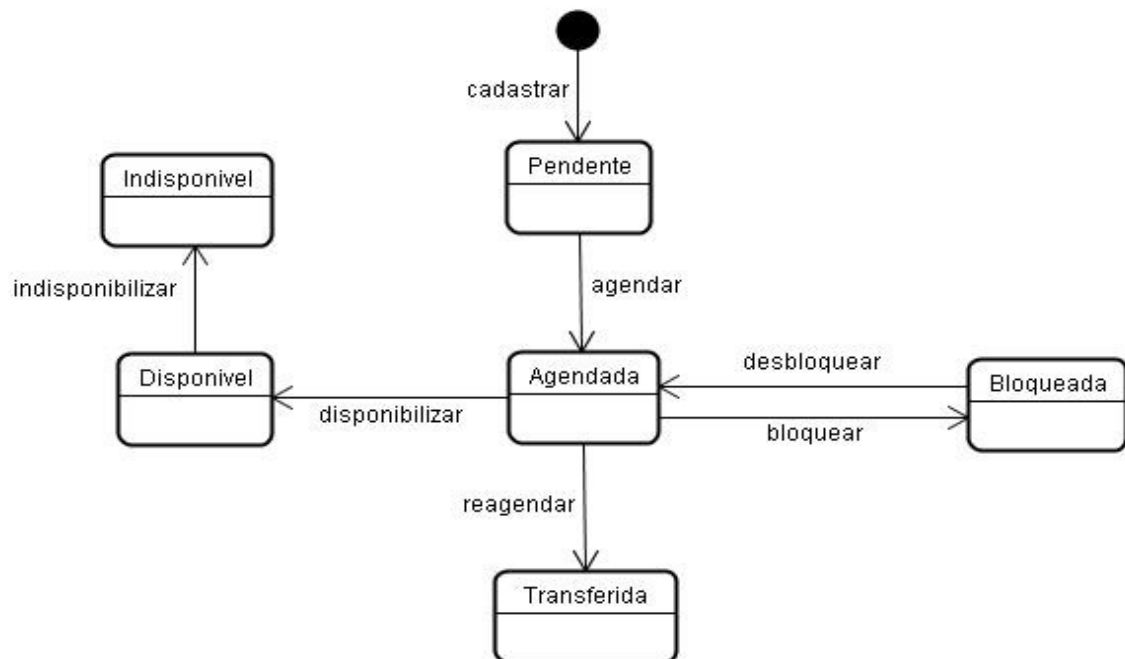 cadastrar
Pendente
Indisponivel
indisponibilizar
agendar
Disponivel
disponibilizar
Agendada
desbloquear
bloquear
Bloqueada
reagendar
Transferida